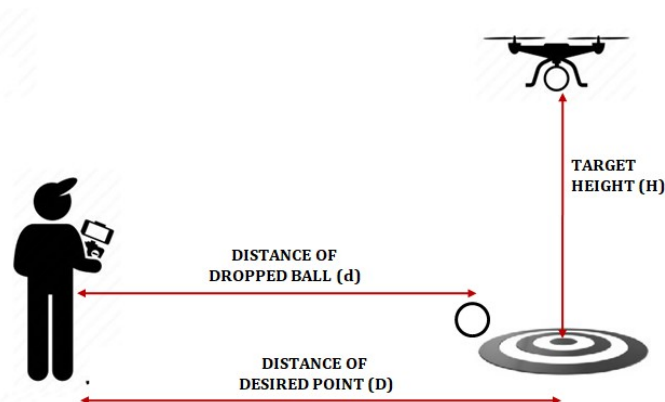 TARGET
HEIGHT (H)
DISTANCE OF
DROPPED BALL (d)
DISTANCE OF
DESIRED POINT (D)